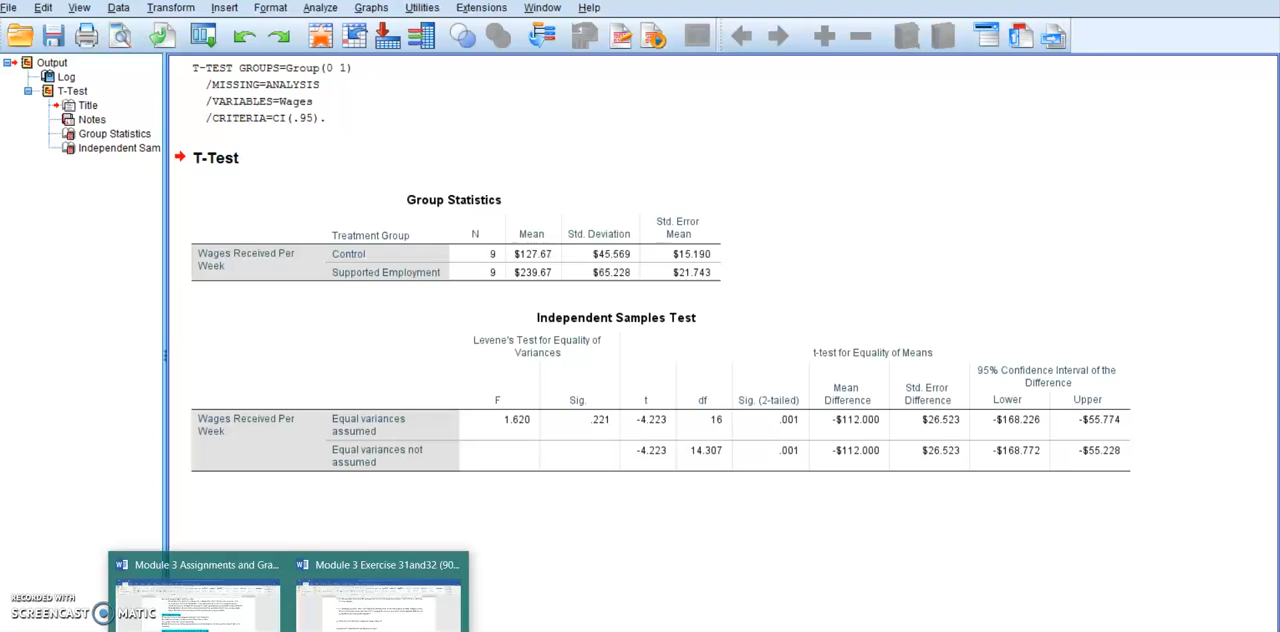 File Edit View Data Transform Insert Format Analyze Graphs Utilities Extensions Window Help
Output
Log
T-Test
Title
Notes
Group Statistics
Independent Sam
T-TEST GROUPS=Group(0 1)
/MISSING=ANALYSIS
/VARIABLES=Wages
/CRITERIA=CI(.95).
T-Test
Group Statistics
Treatment Group N Mean Std. Deviation Std. Error Mean
Wages Received Per Week Control 9 $127.67 $45.569 $15.190
Supported Employment 9 $239.67 $65.228 $21.743
Independent Samples Test
Levene's Test for Equality of Variances
t-test for Equality of Means
95% Confidence Interval of the Difference
F Sig. t df Sig. (2-tailed) Mean Difference Std. Error Difference Lower Upper
Wages Received Per Week Equal variances assumed 1.620 .221 -4.223 16 .001 -$112.000 $26.523 -$168.226 -$55.774
Equal variances not assumed -4.223 14.307 .001 -$112.000 $26.523 -$168.772 -$55.228
Module 3 Assignments and Gra... Module 3 Exercise 31and32 (90...
RECORDED WITH
SCREENCAST MATIC